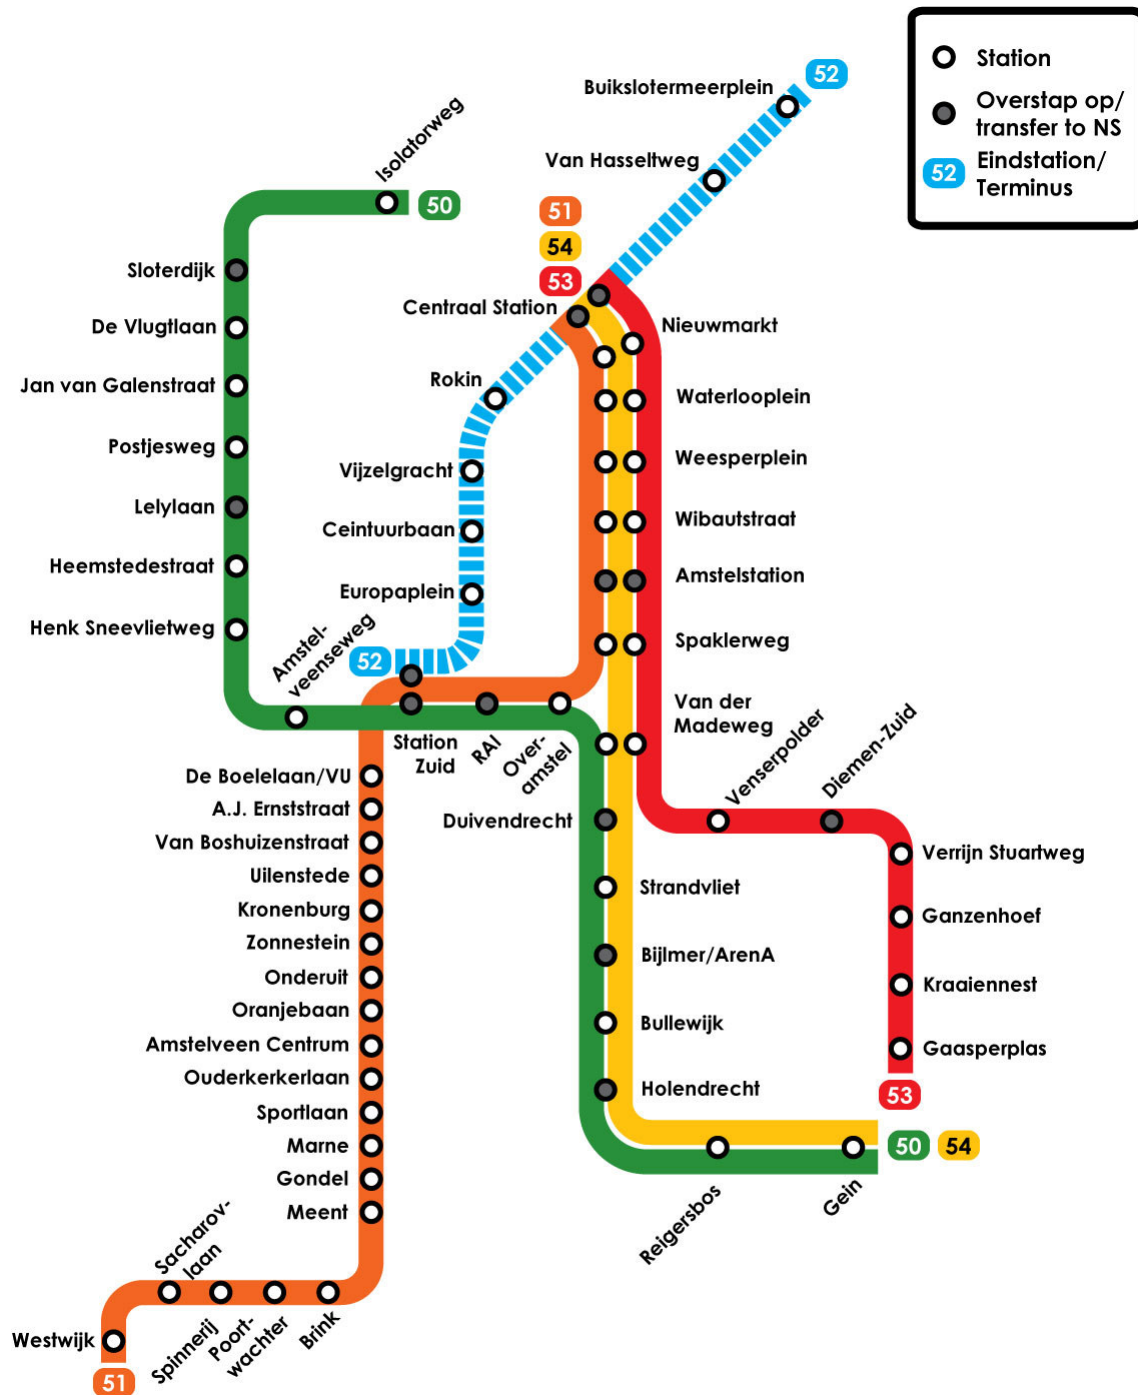 52
Buikslotermeerplein
Van Hasseltweg
Station
Overstap op/
transfer to NS
52
Eindstation/
Terminus
Isolatorweg
50
51
54
53
Centraal Station
Sloterdijk
De Vlugtlaan
Jan van Galenstraat
Postjesweg
Lelylaan
Heemstedestraat
Henk Sneevlietweg
Amstel-
veenseweg
Rokin
Vijzelgracht
Ceintuurbaan
Europaplein
52
Station
Zuid
RAI
Over-
amstel
Nieuwmarkt
Waterlooplein
Weesperplein
Wibautstraat
Amstelstation
Spaklerweg
Van der
Madeweg
Venserpolder
Diemen-Zuid
Verrijn Stuartweg
Ganzenhoef
Kraaiennest
Gaasperplas
53
Duivendrecht
Strandvliet
Bijlmer/ArenA
Bullewijk
Holendrecht
Reigersbos
Gein
50
54
De Boelelaan/VU
A.J. Ernststraat
Van Boshuizenstraat
Uilenstede
Kronenburg
Zonnestein
Onderuit
Oranjebaan
Amstelveen Centrum
Ouderkerkerlaan
Sportlaan
Marne
Gondel
Meent
Sacharov-
laan
Spinnerij
Poort-
wachter
Brink
Westwijk
51